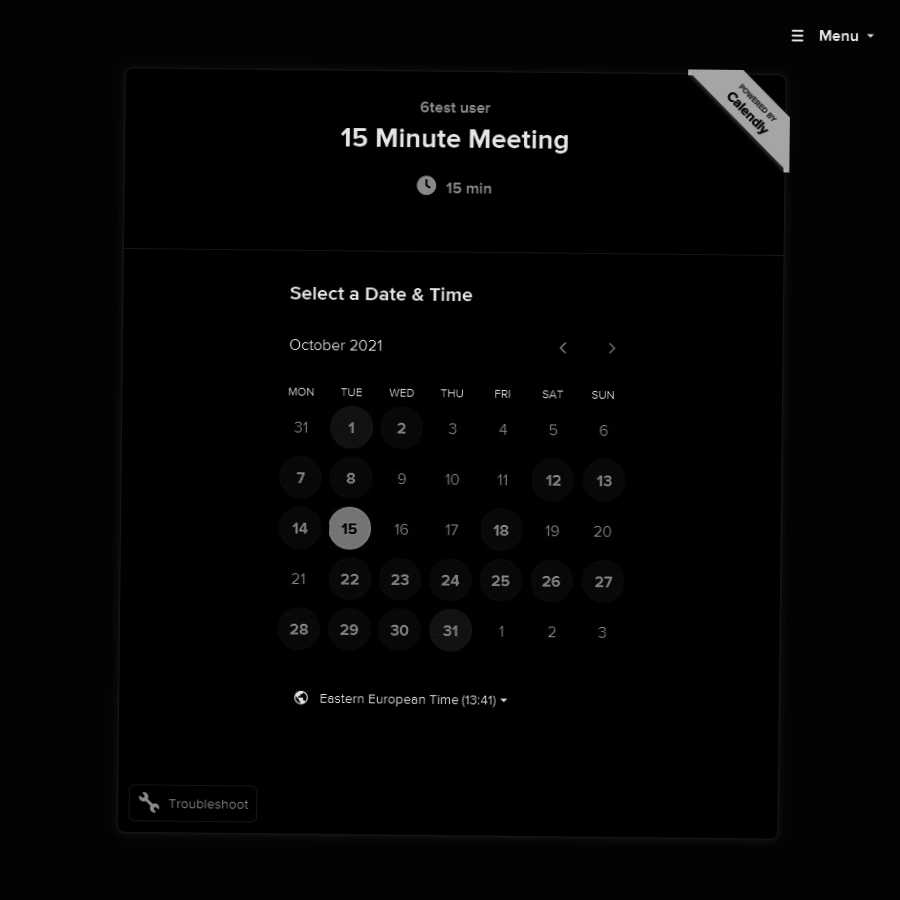 Menu
6test user
15 Minute Meeting
POWERED BY
Calendly
15 min
Select a Date & Time
October 2021
MON TUE WED THU FRI SAT SUN
31 1 2 3 4 5 6
7 8 9 10 11 12 13
14 15 16 17 18 19 20
21 22 23 24 25 26 27
28 29 30 31 1 2 3
Eastern European Time (13:41)
Troubleshoot